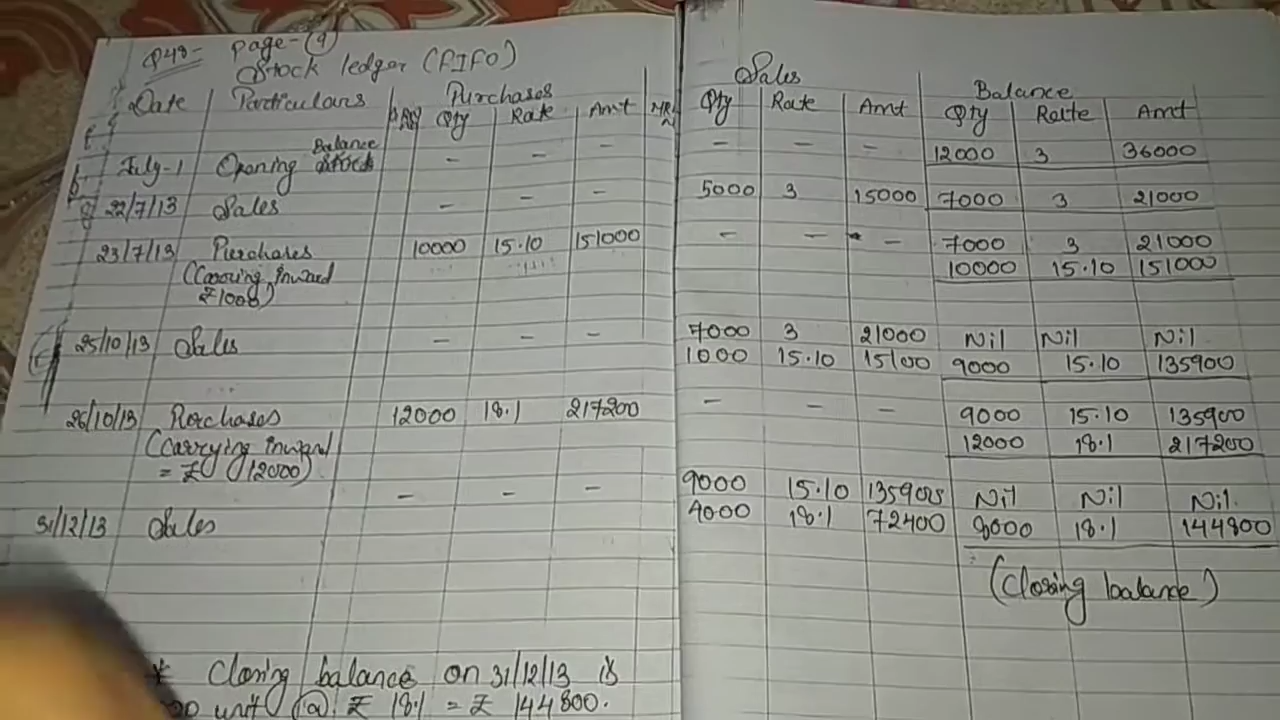 Q48- page-(9)
Stock ledger (FIFO)
Date Particulars Purchases Sales Balance
Qty Rate Amt Qty Rate Amt Qty Rate Amt
July-1 Opening Balance - - - - - - 12000 3 36000
22/7/13 Sales - - - 5000 3 15000 7000 3 21000
23/7/13 Purchases 10000 15.10 151000 - - - 7000 3 21000
(Carrying inward 10000 15.10 151000
₹1000)
25/10/13 Sales - - - 7000 3 21000 Nil Nil Nil
1000 15.10 15100 9000 15.10 135900
26/10/13 Purchases 12000 18.1 217200 - - - 9000 15.10 135900
(Carrying inward 12000 18.1 217200
= ₹ 12000)
- - - 9000 15.10 Nil Nil Nil.
31/12/13 Sales 4000 18.1 72400 8000 18.1 144800
(Closing balance)
* Closing balance on 31/12/13 is
unit @ ₹ 18.1 = ₹ 144800.